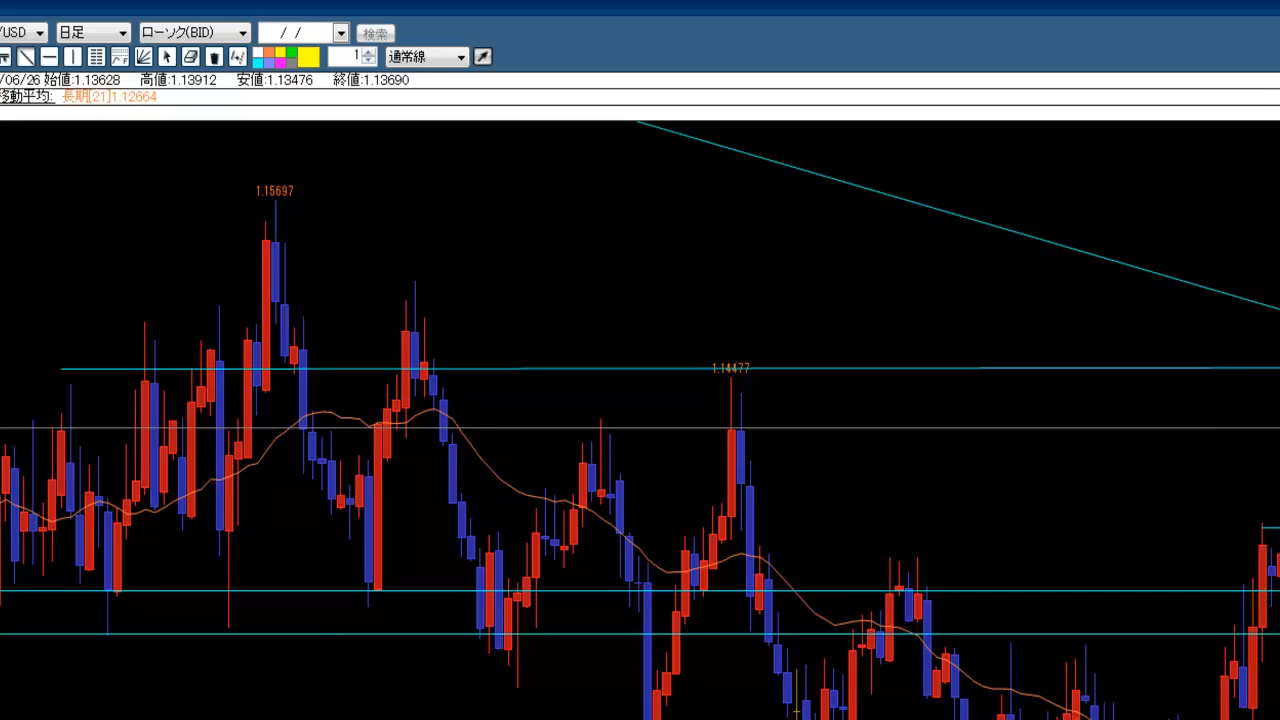 /USD 日足 ローソク(BID) / / 検索
1 通常線
/06/26 始値:1.13628 高値:1.13912 安値:1.13476 終値:1.13690
移動平均: 長期[21]1.12664
1.15697
1.14477